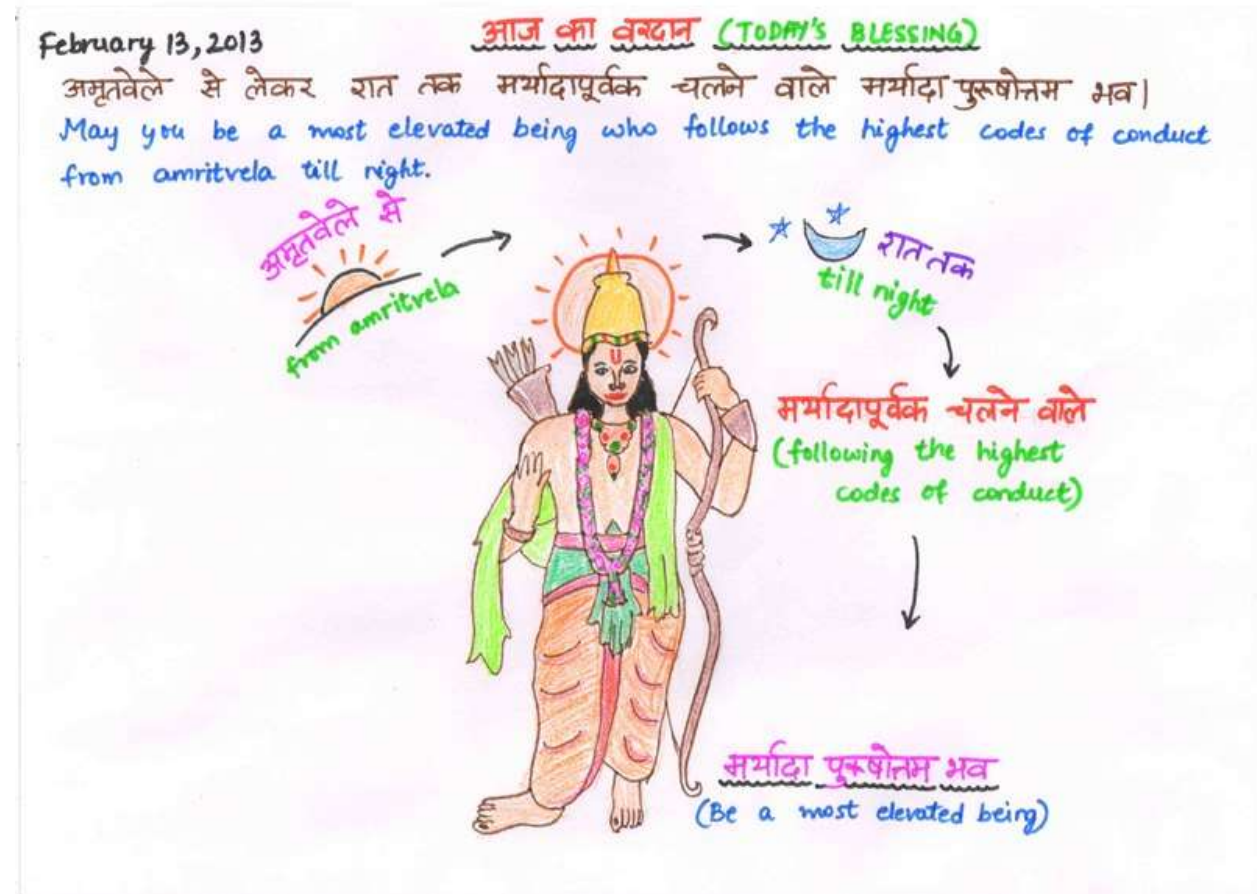 February 13, 2013
आज का वरदान (TODAY'S BLESSING)
अमृतवेले से लेकर रात तक मर्यादापूर्वक चलने वाले मर्यादा पुरूषोत्तम भव।
May you be a most elevated being who follows the highest codes of conduct
from amritvela till night.
अमृतवेले से
from amritvela
रात तक
till night
मर्यादापूर्वक चलने वाले
(following the highest
codes of conduct)
मर्यादा पुरूषोत्तम भव
(Be a most elevated being)